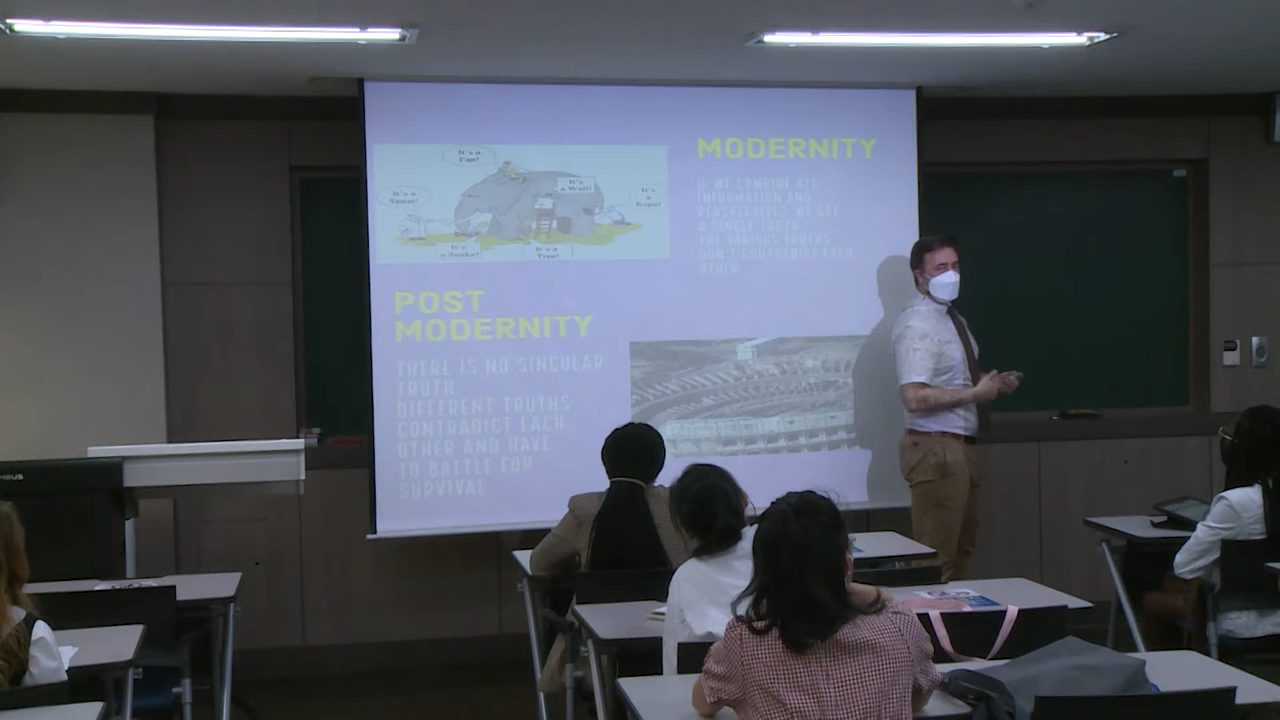 It's a
Fan!
It's a
Spear!
It's
a Wall!
It's
a
Rope!
It's
a Snake!
It's a
Tree!
MODERNITY
IF WE COMBINE ALL
INFORMATION AND
PERSPECTIVES, WE GET
A SINGLE TRUTH
THE VARIOUS TRUTHS
DON'T CONTRADICT EACH
OTHER
POST
MODERNITY
THERE IS NO SINGULAR
TRUTH
DIFFERENT TRUTHS
CONTRADICT EACH
OTHER AND HAVE
TO BATTLE FOR
SURVIVAL